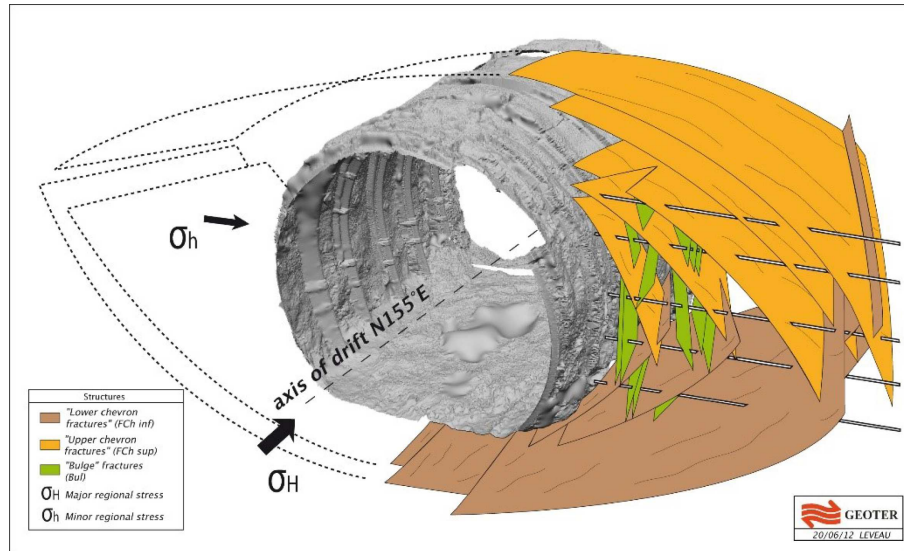 σh
axis of drift N155°E
σH
Structures
"Lower chevron
fractures" (FCh inf)
"Upper chevron
fractures" (FCh sup)
"Bulge" fractures
(Bul)
σH Major regional stress
σh Minor regional stress
GEOTER
20/06/12 LEVEAU